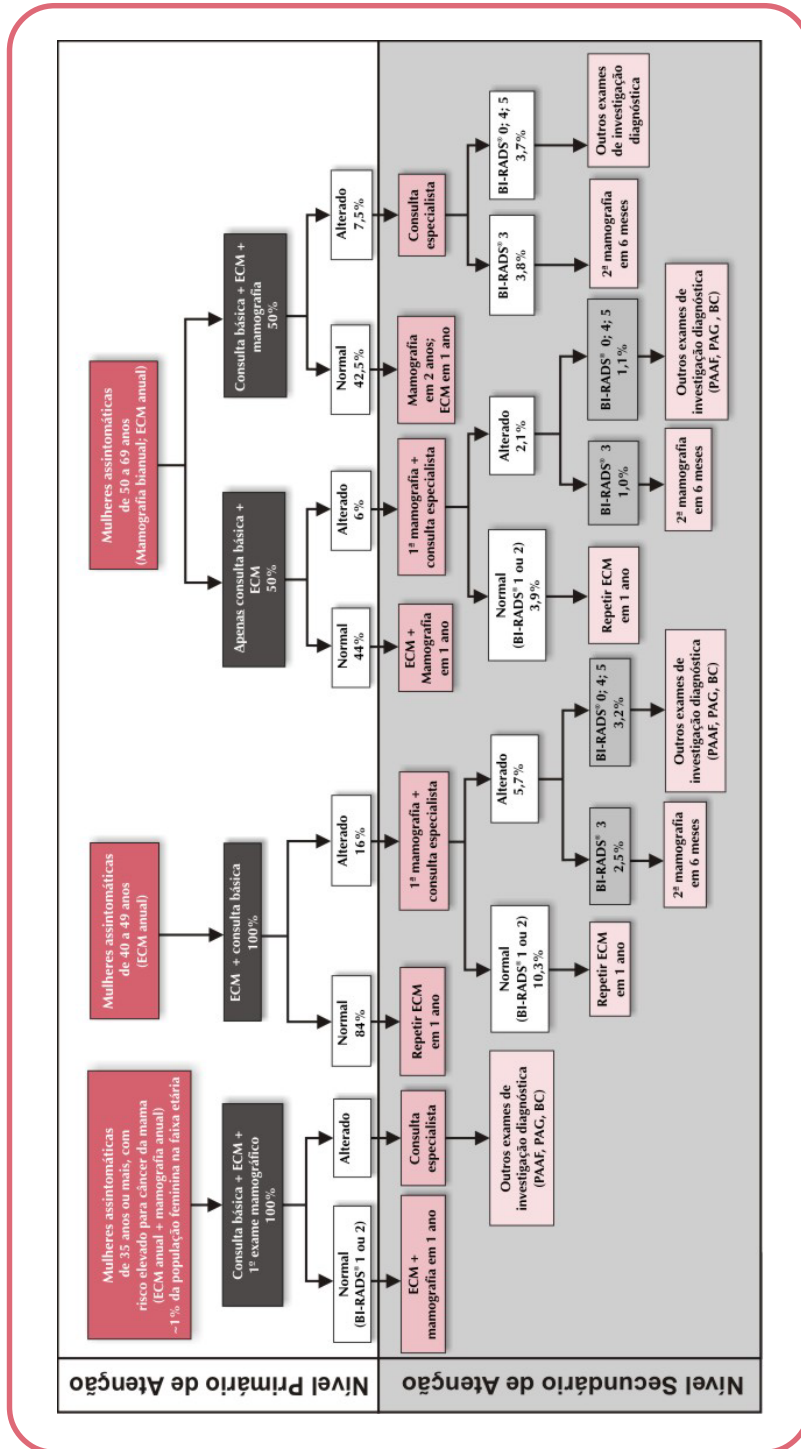 Nível Primário de Atenção
Mulheres assintomáticas
de 35 anos ou mais, com
risco elevado para câncer da mama
(ECM anual + mamografia anual)
~1% da população feminina na faixa etária
Consulta básica + ECM +
1º exame mamográfico
100%
Normal
(BI-RADS® 1 ou 2)
Alterado
Mulheres assintomáticas
de 40 a 49 anos
(ECM anual)
ECM + consulta básica
100%
Normal
84%
Alterado
16%
Mulheres assintomáticas
de 50 a 69 anos
(Mamografia bianual; ECM anual)
Apenas consulta básica +
ECM
50%
Normal
44%
Alterado
6%
Consulta básica + ECM +
mamografia
50%
Normal
42,5%
Alterado
7,5%
Nível Secundário de Atenção
ECM +
mamografia em 1 ano
Consulta
especialista
Outros exames de
investigação diagnóstica
(PAAF, PAG, BC)
Repetir ECM
em 1 ano
1ª mamografia +
consulta especialista
Normal
(BI-RADS® 1 ou 2)
10,3%
Repetir ECM
em 1 ano
Alterado
5,7%
BI-RADS® 3
2,5%
2ª mamografia
em 6 meses
BI-RADS® 0; 4; 5
3,2%
Outros exames de
investigação diagnóstica
(PAAF, PAG, BC)
ECM +
Mamografia
em 1 ano
1ª mamografia +
consulta especialista
Normal
(BI-RADS® 1 ou 2)
3,9%
Repetir ECM
em 1 ano
Alterado
2,1%
BI-RADS® 3
1,0%
2ª mamografia
em 6 meses
BI-RADS® 0; 4; 5
1,1%
Outros exames de
investigação diagnóstica
(PAAF, PAG , BC)
Mamografia
em 2 anos;
ECM em 1 ano
Consulta
especialista
BI-RADS® 3
3,8%
2ª mamografia
em 6 meses
BI-RADS® 0; 4; 5
3,7%
Outros exames
de investigação
diagnóstica